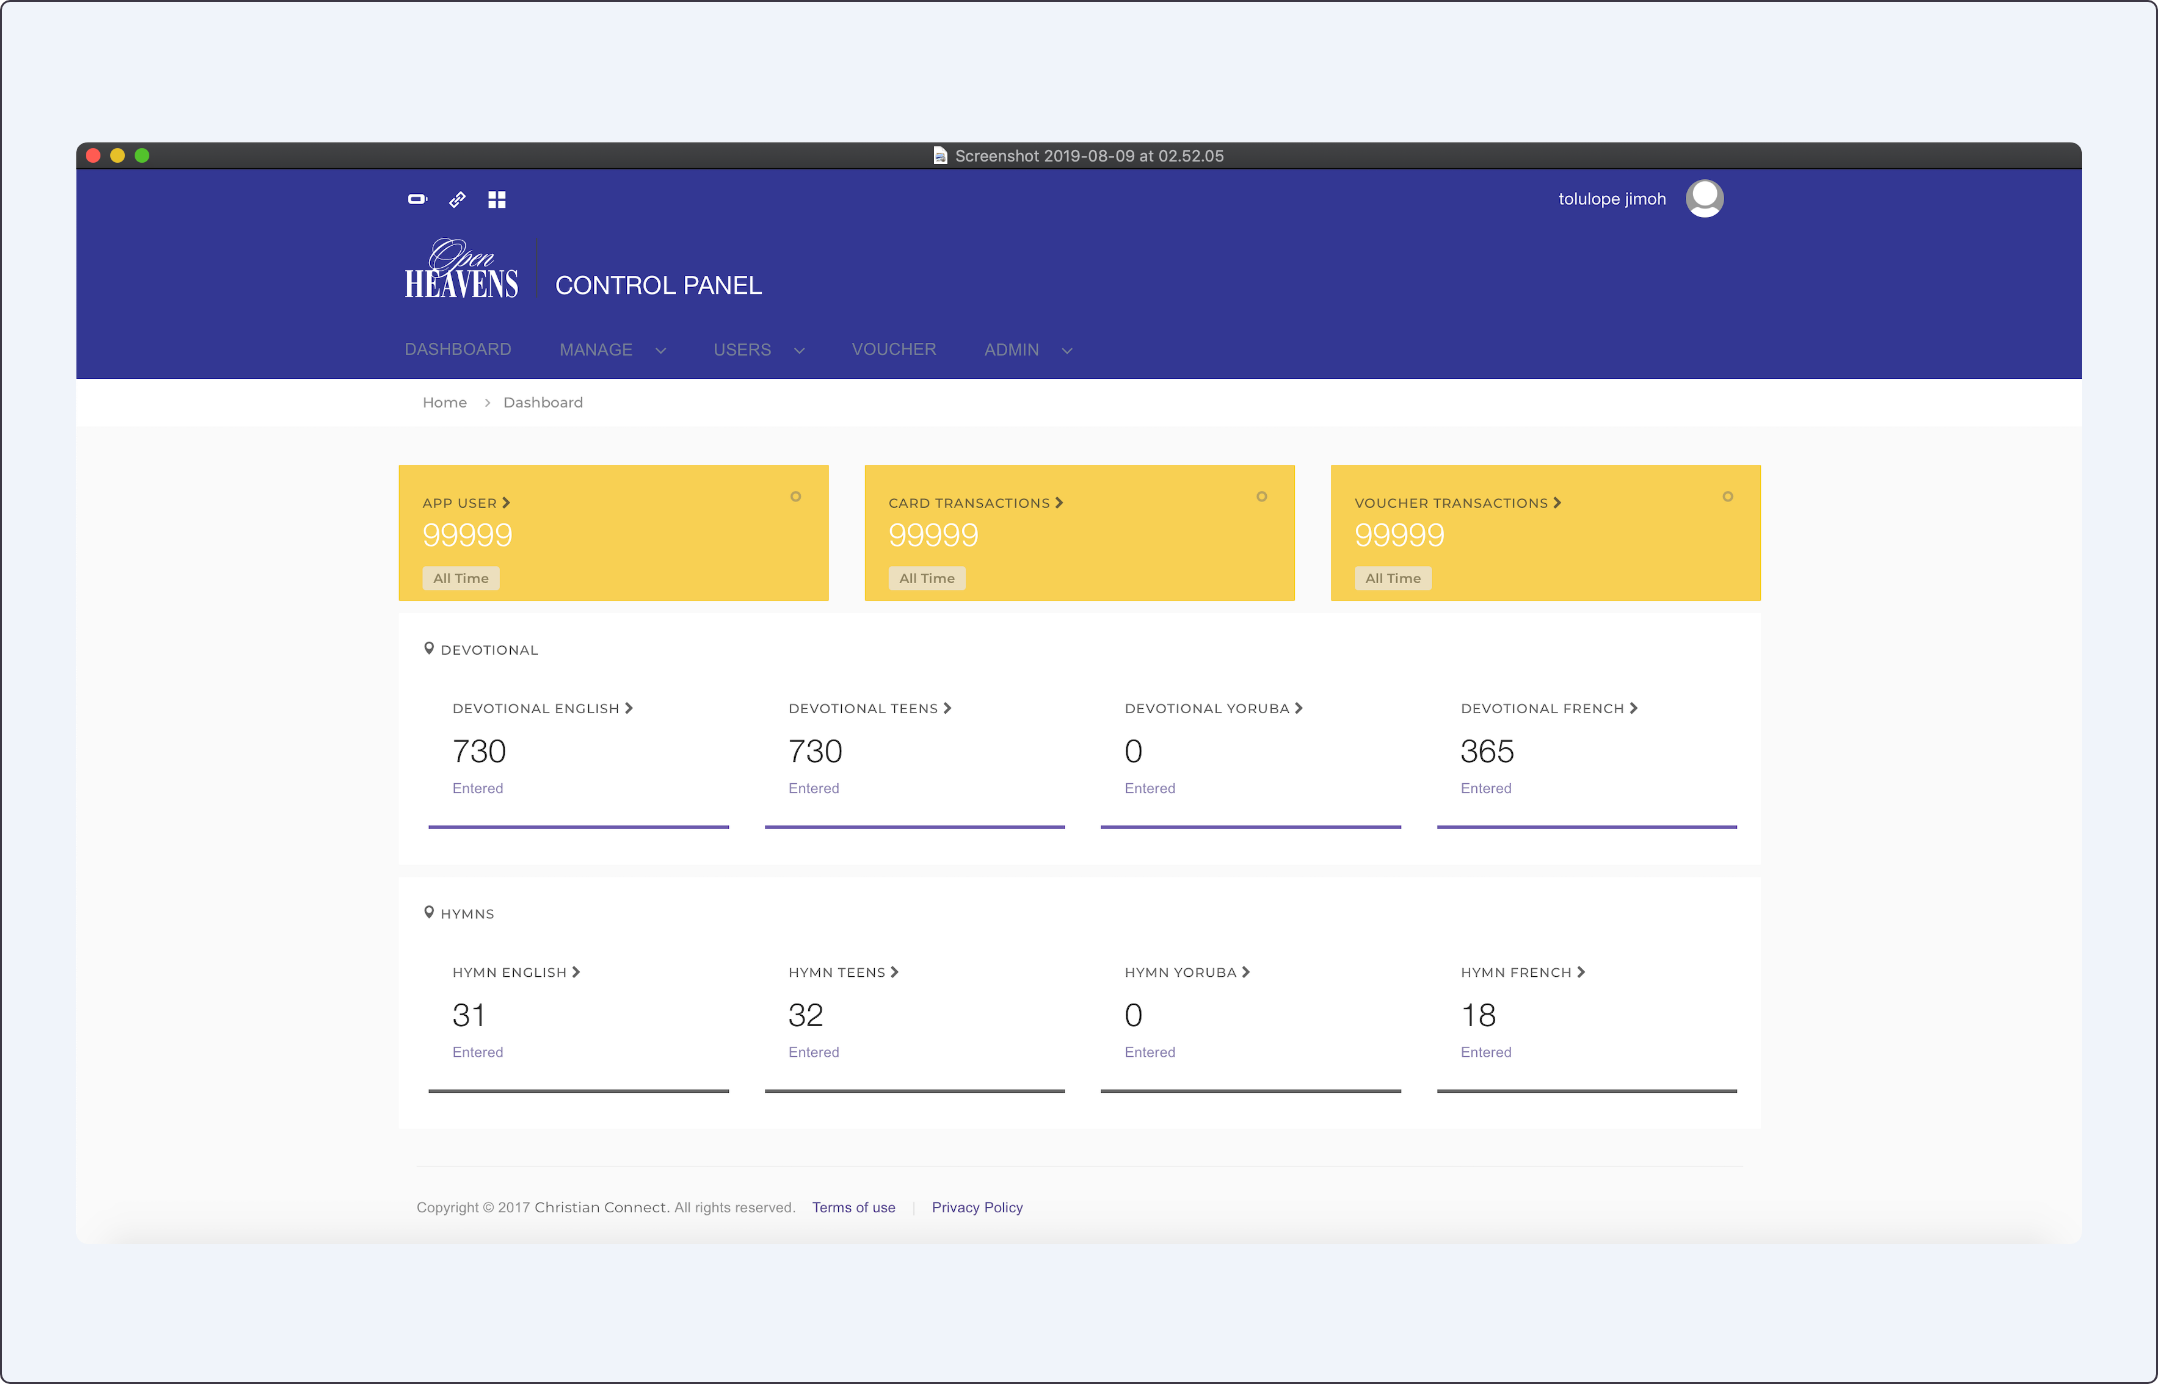 Screenshot 2019-08-09 at 02.52.05
tolulope jimoh
Open
HEAVENS
CONTROL PANEL
DASHBOARD MANAGE USERS VOUCHER ADMIN
Home > Dashboard
APP USER
99999
All Time
CARD TRANSACTIONS
99999
All Time
VOUCHER TRANSACTIONS
99999
All Time
DEVOTIONAL
DEVOTIONAL ENGLISH
730
Entered
DEVOTIONAL TEENS
730
Entered
DEVOTIONAL YORUBA
0
Entered
DEVOTIONAL FRENCH
365
Entered
HYMNS
HYMN ENGLISH
31
Entered
HYMN TEENS
32
Entered
HYMN YORUBA
0
Entered
HYMN FRENCH
18
Entered
Copyright © 2017 Christian Connect. All rights reserved. Terms of use | Privacy Policy